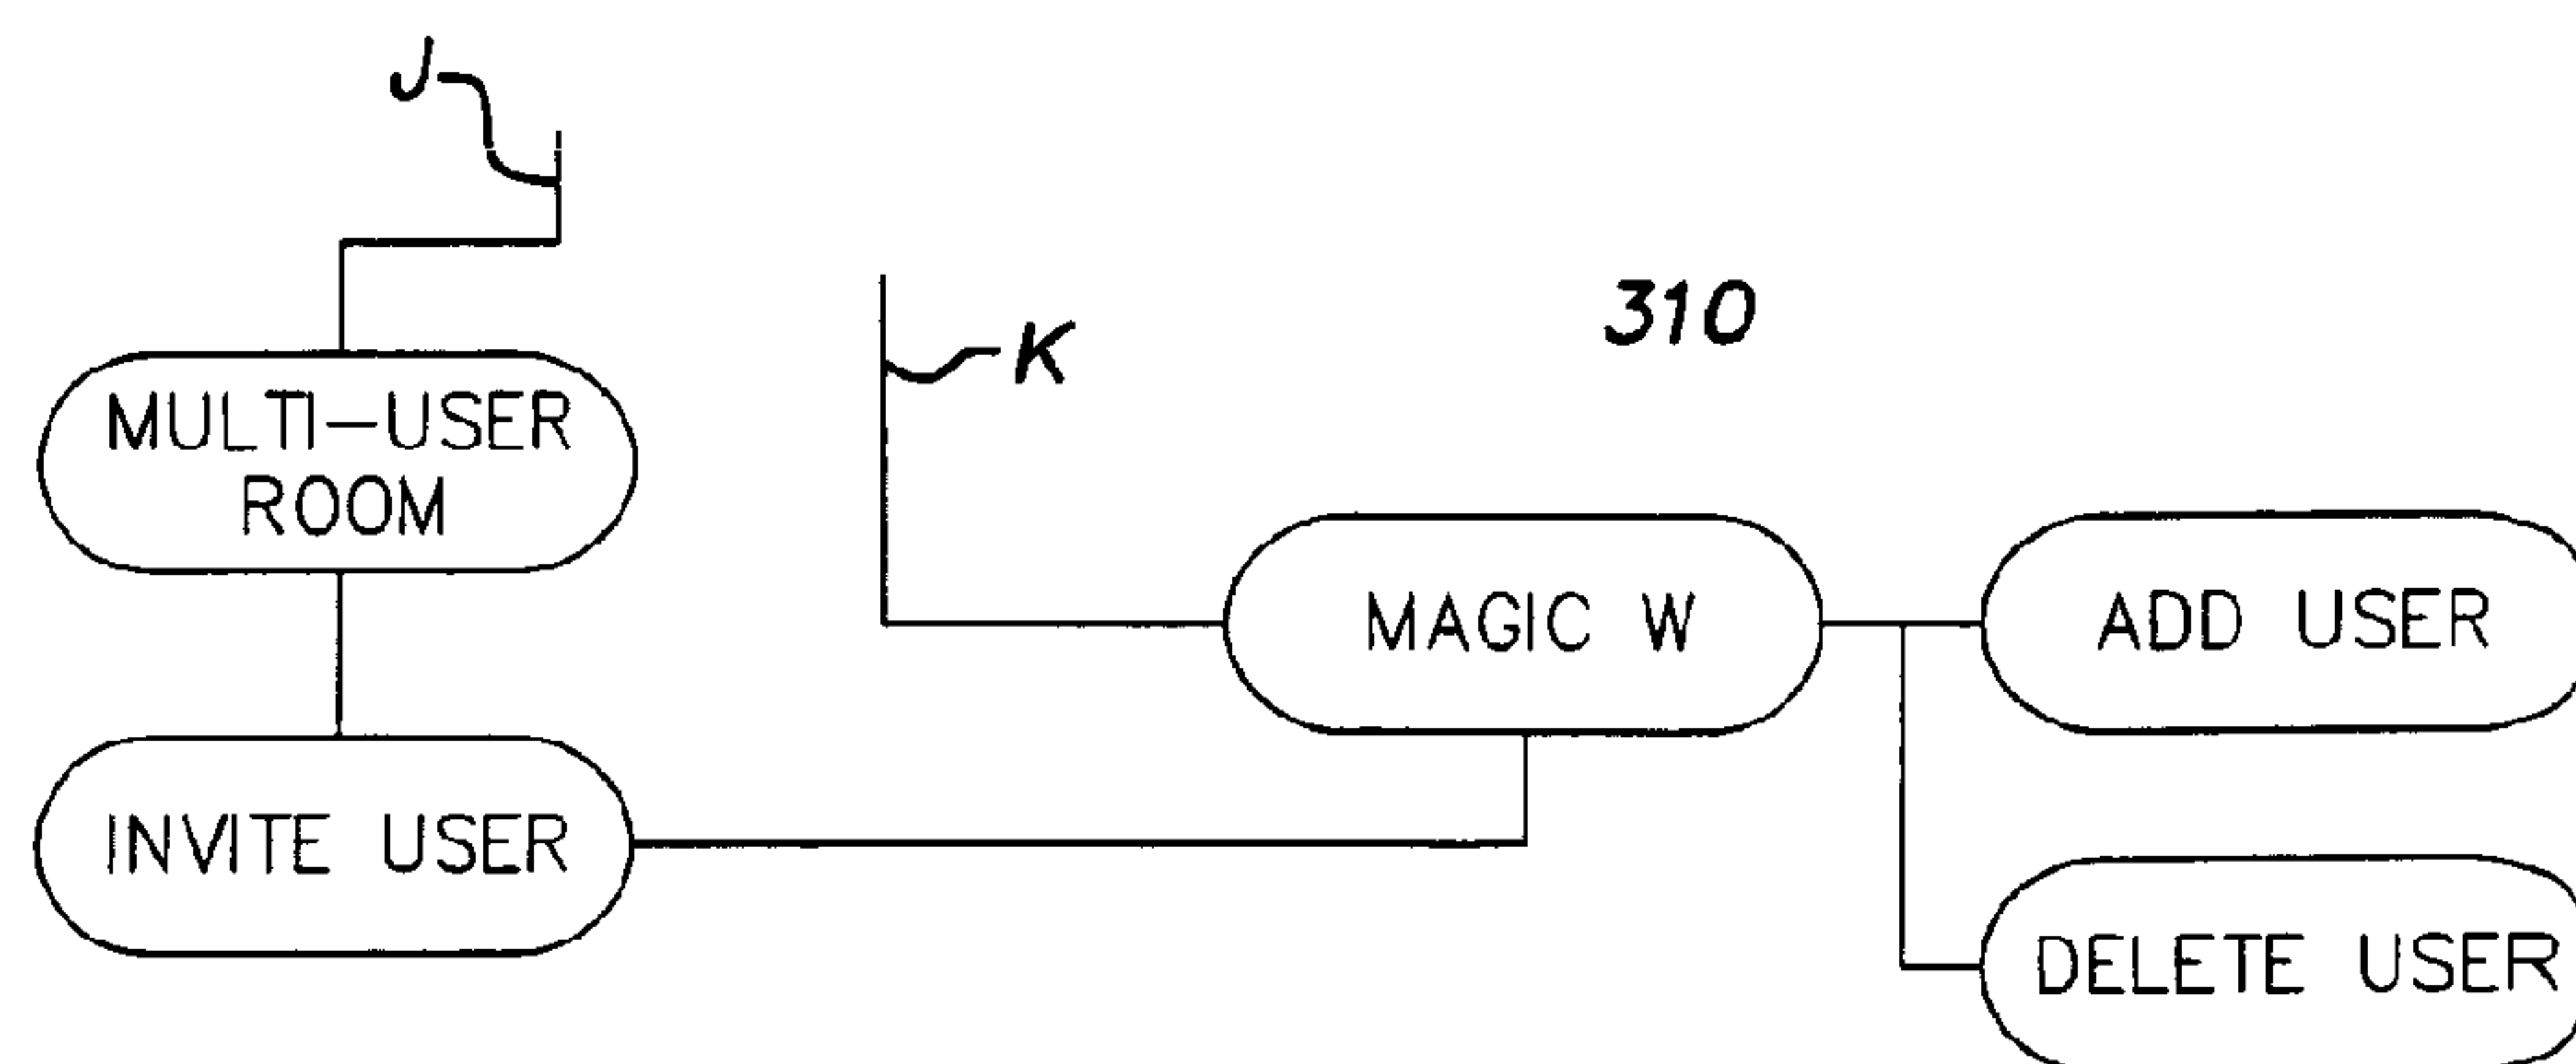 J
K
310
MULTI-USER
ROOM
MAGIC W
ADD USER
INVITE USER
DELETE USER